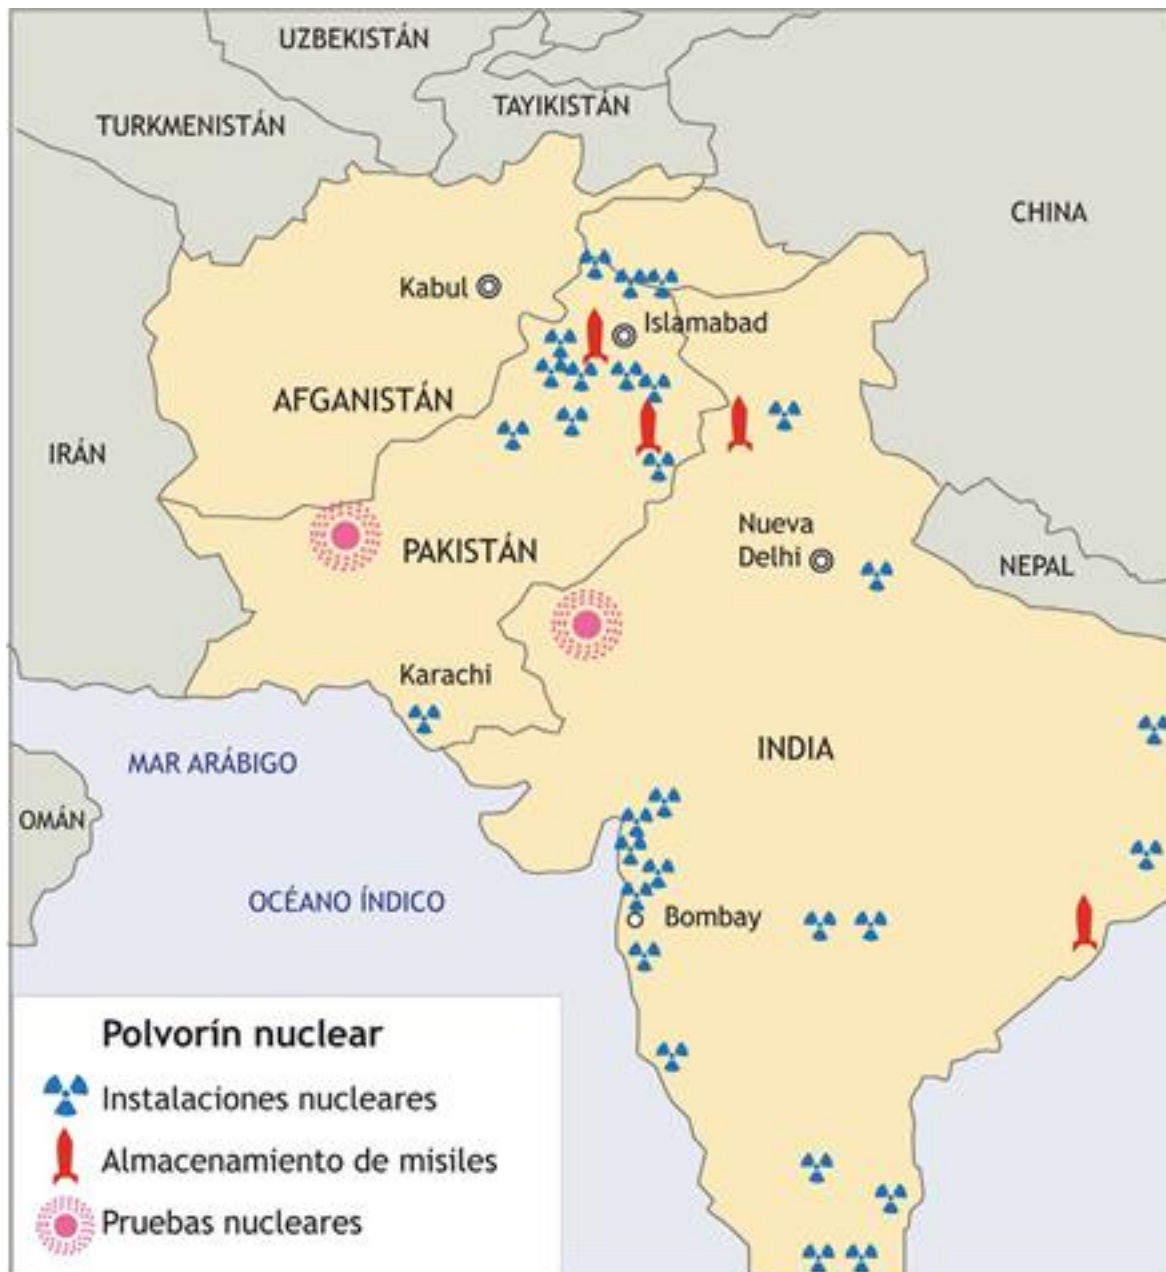 UZBEKISTÁN
TAYIKISTÁN
TURKMENISTÁN
CHINA
Kabul
Islamabad
AFGANISTÁN
IRÁN
Nueva
Delhi
PAKISTÁN
NEPAL
Karachi
INDIA
MAR ARÁBIGO
OMÁN
OCÉANO ÍNDICO
Bombay
Polvorín nuclear
Instalaciones nucleares
Almacenamiento de misiles
Pruebas nucleares